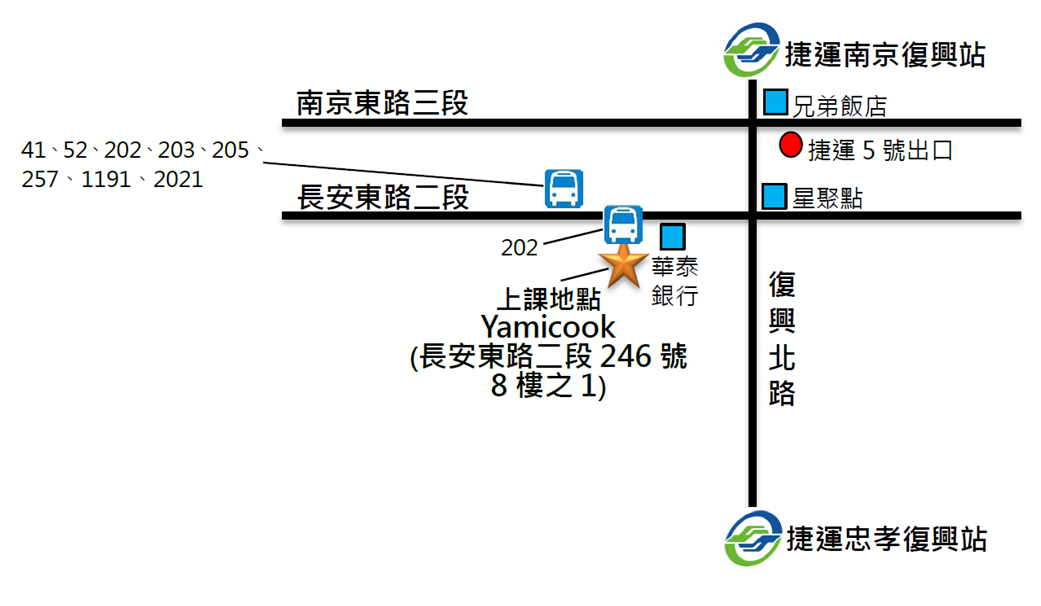 捷運南京復興站
南京東路三段
兄弟飯店
捷運 5 號出口
41、52、202、203、205、
257、1191、2021
長安東路二段
星聚點
202
華泰
銀行
上課地點
Yamicook
(長安東路二段 246 號
8 樓之 1)
復興北路
捷運忠孝復興站